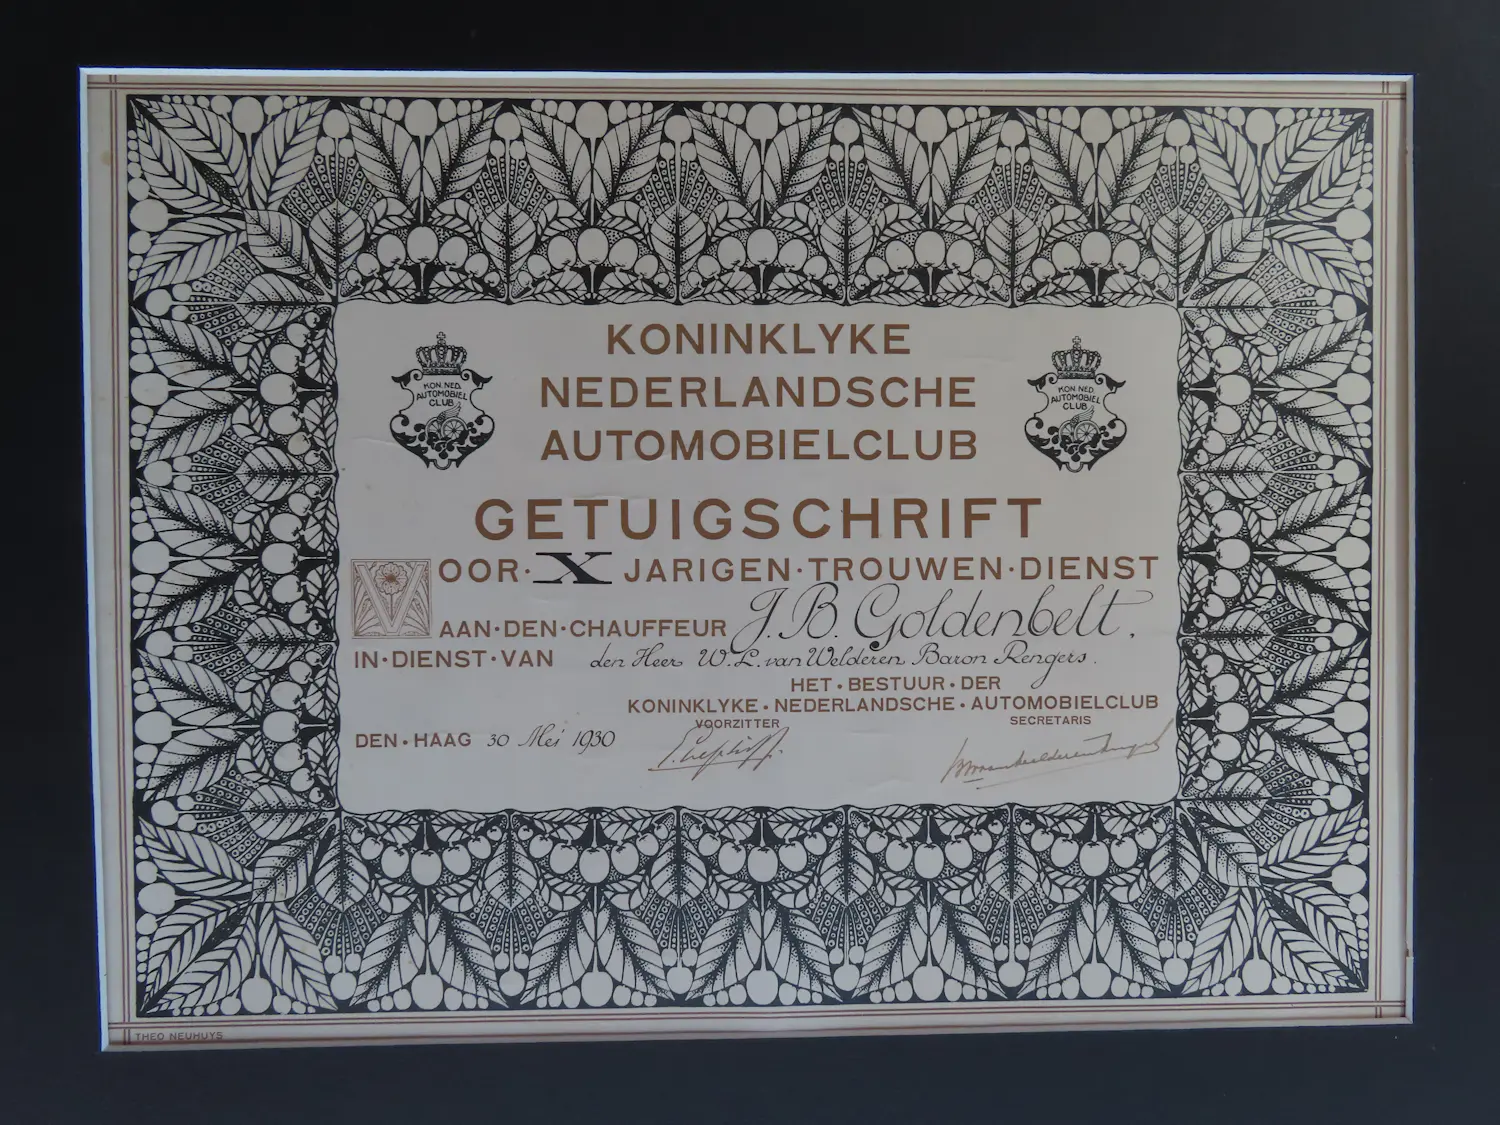 KONINKLYKE
NEDERLANDSCHE
AUTOMOBIELCLUB
KON. NED.
AUTOMOBIEL
CLUB
KON. NED.
AUTOMOBIEL
CLUB
GETUIGSCHRIFT
VOOR·X JARIGEN·TROUWEN·DIENST
AAN·DEN·CHAUFFEUR J. B. Goldenbelt.
IN·DIENST·VAN den Heer W. L. van Welderen Baron Rengers.
HET·BESTUUR·DER
KONINKLYKE·NEDERLANDSCHE·AUTOMOBIELCLUB
VOORZITTER SECRETARIS
DEN·HAAG 30 Mei 1930
THEO NEUHUYS